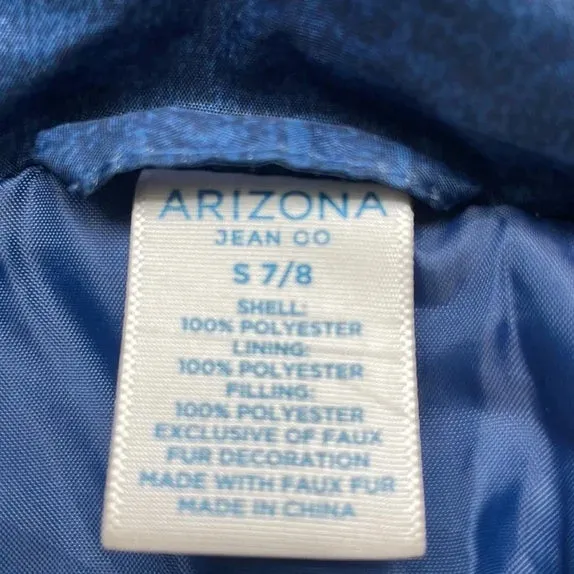 ARIZONA
JEAN CO
S 7/8
SHELL:
100% POLYESTER
LINING:
100% POLYESTER
FILLING:
100% POLYESTER
EXCLUSIVE OF FAUX
FUR DECORATION
MADE WITH FAUX FUR
MADE IN CHINA